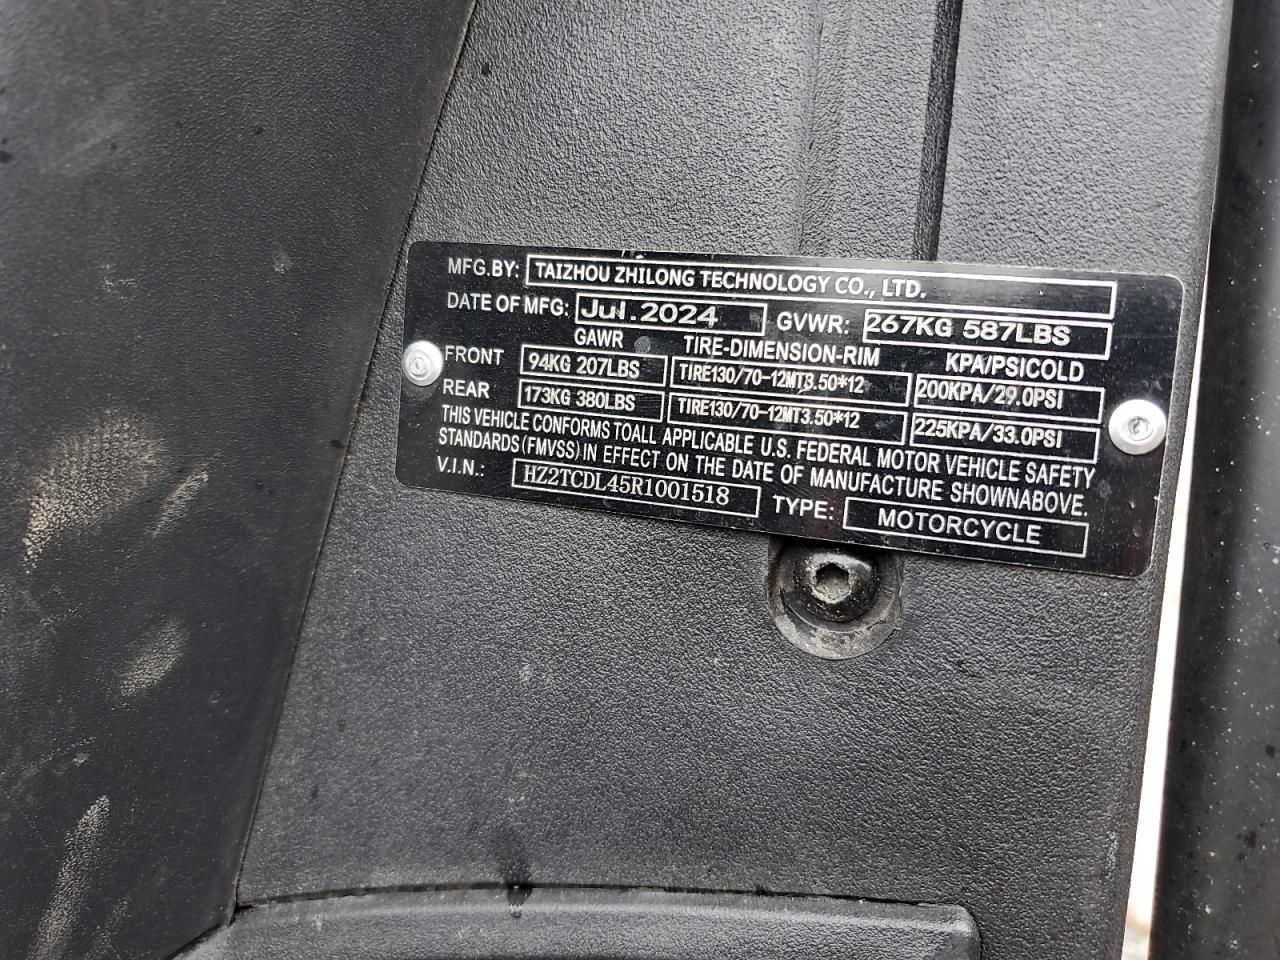 MFG.BY: TAIZHOU ZHILONG TECHNOLOGY CO., LTD.
DATE OF MFG: Jul.2024 GVWR: 267KG 587LBS
GAWR TIRE-DIMENSION-RIM KPA/PSICOLD
FRONT 94KG 207LBS TIRE130/70-12MT3.50*12 200KPA/29.0PSI
REAR 173KG 380LBS TIRE130/70-12MT3.50*12 225KPA/33.0PSI
THIS VEHICLE CONFORMS TOALL APPLICABLE U.S. FEDERAL MOTOR VEHICLE SAFETY
STANDARDS(FMVSS)IN EFFECT ON THE DATE OF MANUFACTURE SHOWNABOVE.
V.I.N.: HZ2TCDL45R1001518 TYPE: MOTORCYCLE